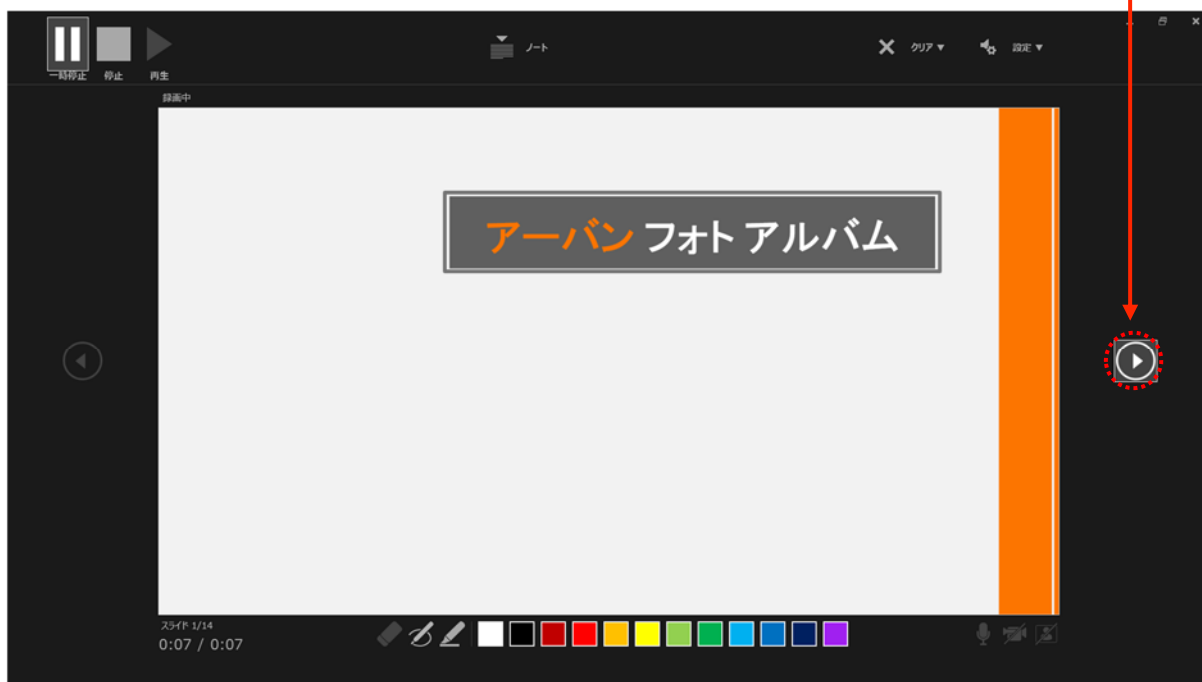 一時停止 停止 再生
ノート
クリア ▼ 設定 ▼
録画中
アーバン フォト アルバム
スライド 1/14
0:07 / 0:07